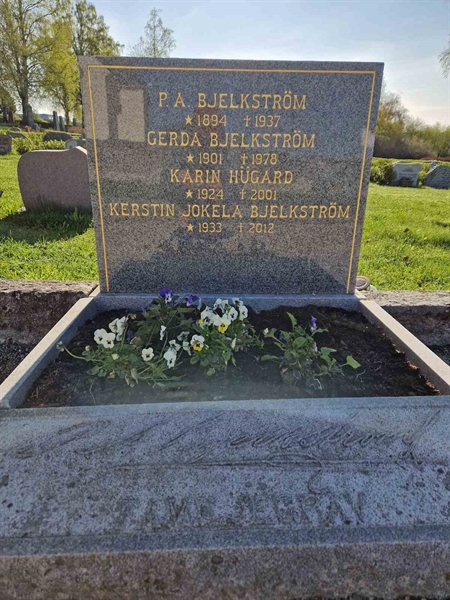 P.A. BJELKSTRÖM
★1894 ✝1937
GERDA BJELKSTRÖM
★1901 ✝1978
KARIN HÜGARD
★1924 ✝2001
KERSTIN JOKELA BJELKSTRÖM
★1933 ✝2012